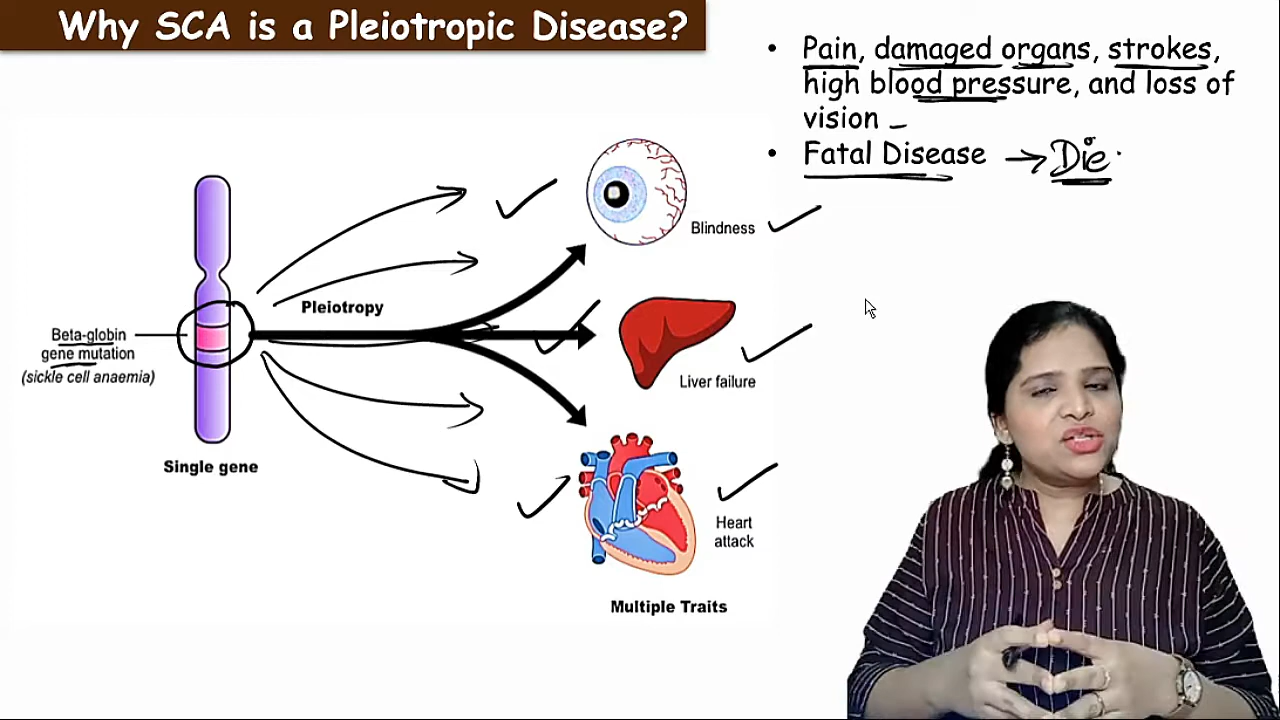 Why SCA is a Pleiotropic Disease?
• Pain, damaged organs, strokes,
high blood pressure, and loss of
vision
• Fatal Disease → Die
Blindness
Pleiotropy
Beta-globin
gene mutation
(sickle cell anaemia)
Liver failure
Single gene
Heart
attack
Multiple Traits